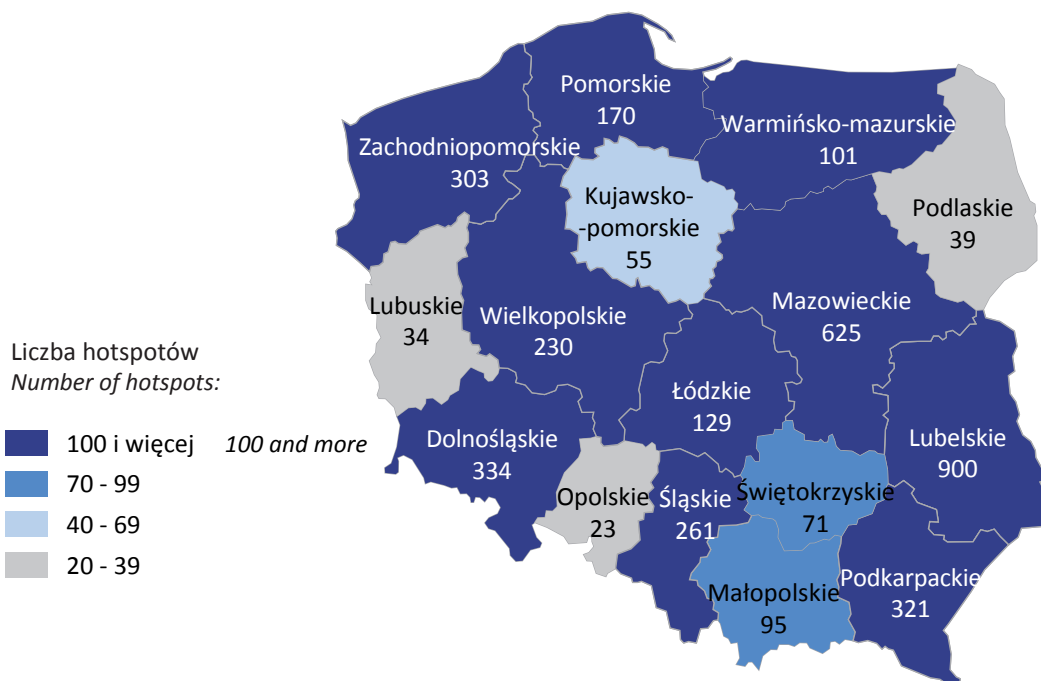 Pomorskie
170
Warmińsko-mazurskie
101
Zachodniopomorskie
303
Kujawsko-
-pomorskie
55
Podlaskie
39
Mazowieckie
625
Lubuskie
34
Wielkopolskie
230
Łódzkie
129
Dolnośląskie
334
Lubelskie
900
Opolskie
23
Śląskie
261
Świętokrzyskie
71
Małopolskie
95
Podkarpackie
321
Liczba hotspotów
Number of hotspots:
100 i więcej 100 and more
70 - 99
40 - 69
20 - 39